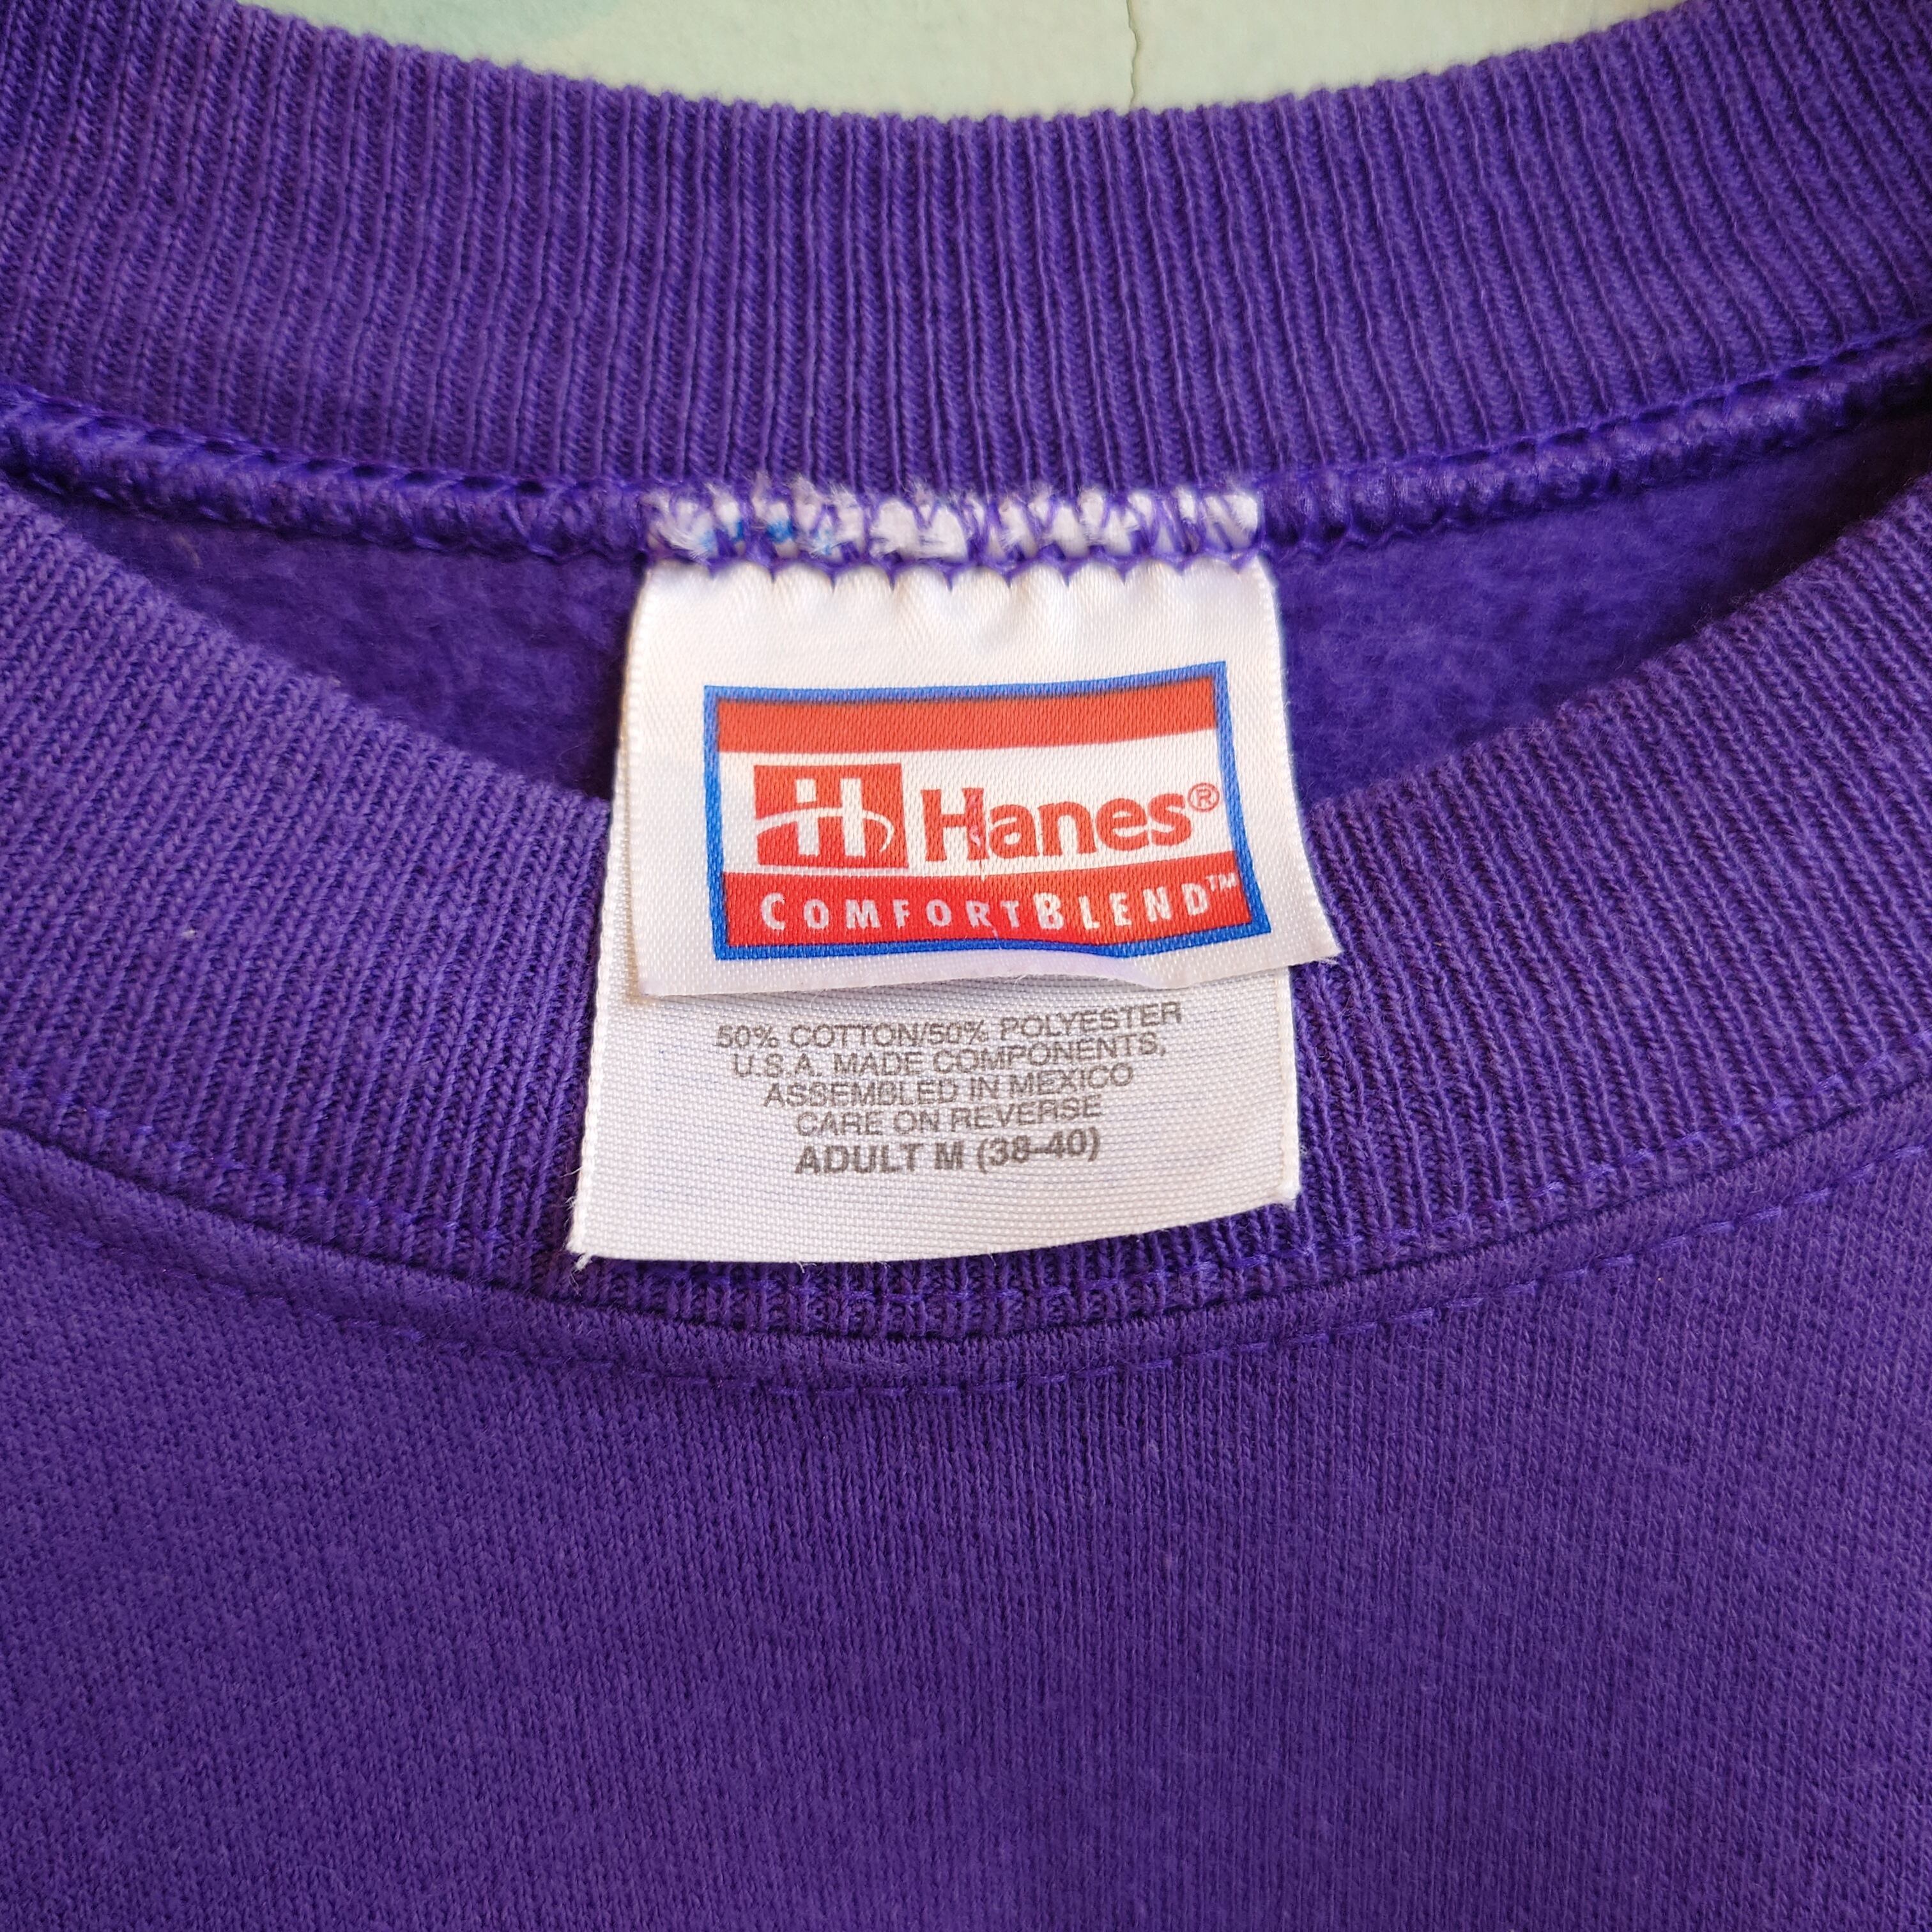 H Hanes®
COMFORTBLEND™
50% COTTON/50% POLYESTER
U.S.A. MADE COMPONENTS,
ASSEMBLED IN MEXICO
CARE ON REVERSE
ADULT M (38-40)